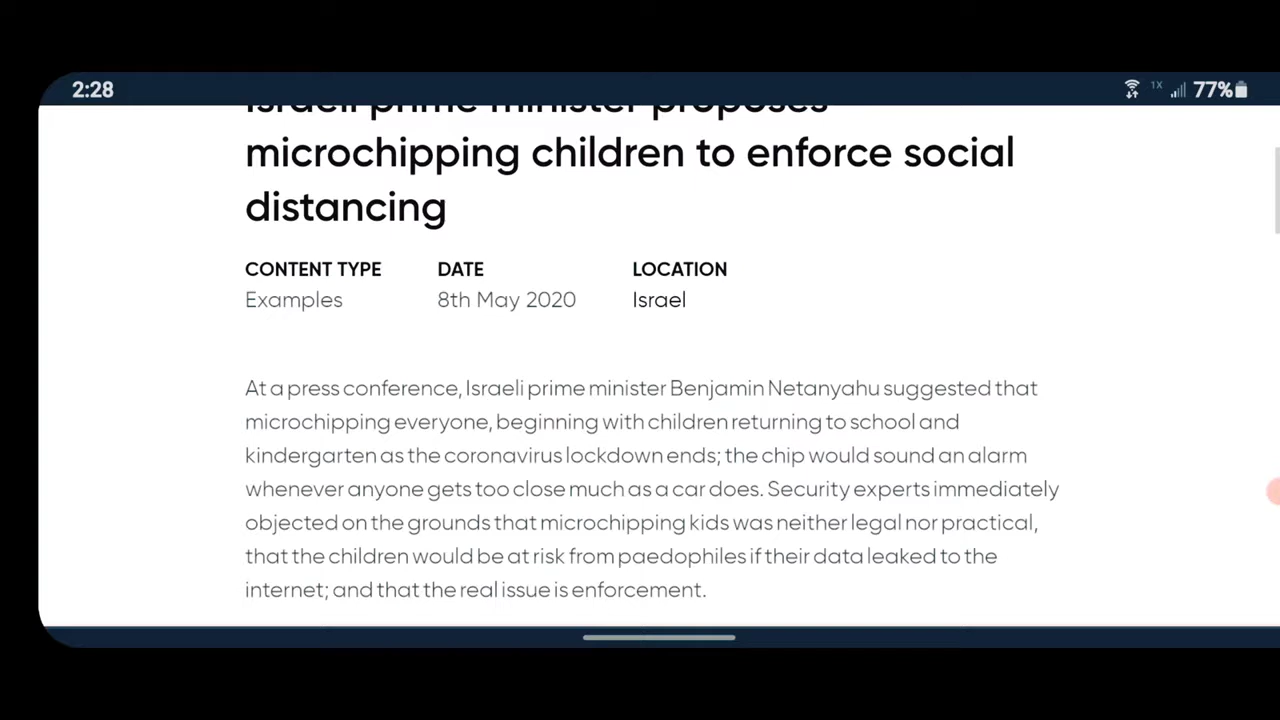 2:28
1X
77%
Israeli prime minister proposes
microchipping children to enforce social
distancing
CONTENT TYPE DATE LOCATION
Examples 8th May 2020 Israel
At a press conference, Israeli prime minister Benjamin Netanyahu suggested that
microchipping everyone, beginning with children returning to school and
kindergarten as the coronavirus lockdown ends; the chip would sound an alarm
whenever anyone gets too close much as a car does. Security experts immediately
objected on the grounds that microchipping kids was neither legal nor practical,
that the children would be at risk from paedophiles if their data leaked to the
internet; and that the real issue is enforcement.